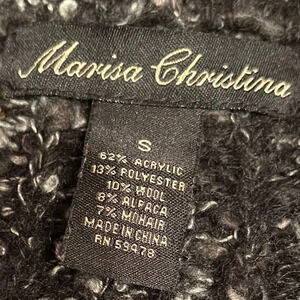 Marisa Christina
S
62% ACRYLIC
13% POLYESTER
10% WOOL
8% ALPACA
7% MOHAIR
MADE IN CHINA
RN 59478